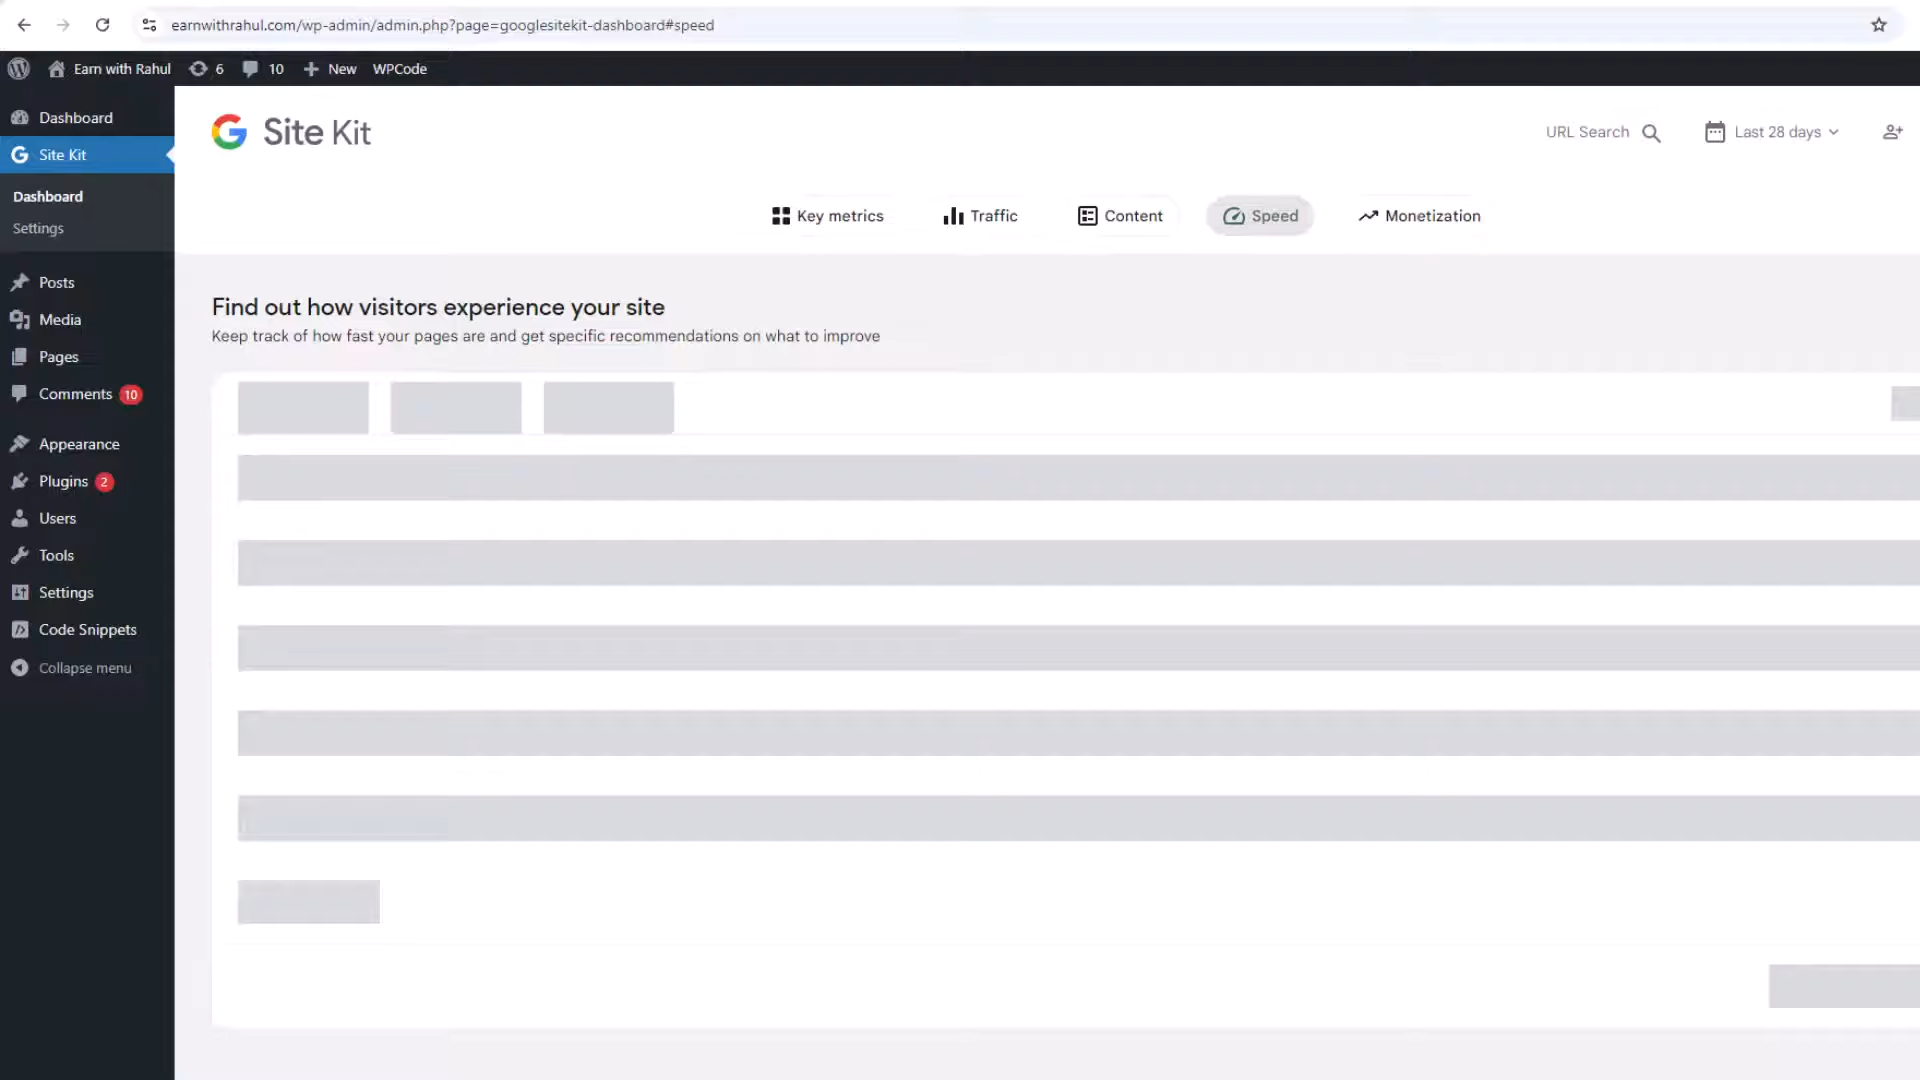 earnwithrahul.com/wp-admin/admin.php?page=googlesitekit-dashboard#speed
Earn with Rahul 6 10 New WPCode
Dashboard
Site Kit
Dashboard
Settings
Posts
Media
Pages
Comments 10
Appearance
Plugins 2
Users
Tools
Settings
Code Snippets
Collapse menu
Site Kit
URL Search
Last 28 days
Key metrics
Traffic
Content
Speed
Monetization
Find out how visitors experience your site
Keep track of how fast your pages are and get specific recommendations on what to improve